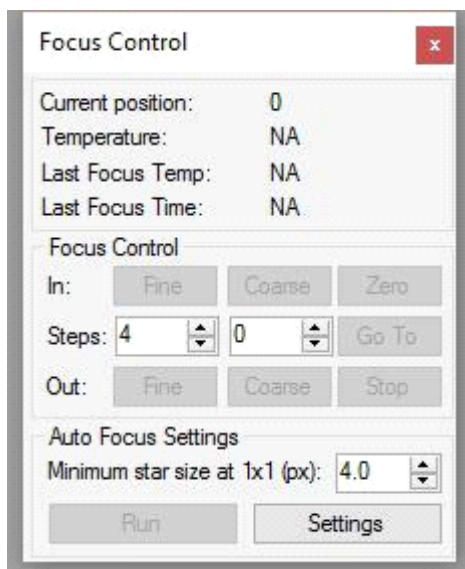 Focus Control x
Current position: 0
Temperature: NA
Last Focus Temp: NA
Last Focus Time: NA
Focus Control
In: Fine Coarse Zero
Steps: 4 0 Go To
Out: Fine Coarse Stop
Auto Focus Settings
Minimum star size at 1x1 (px): 4.0
Run Settings